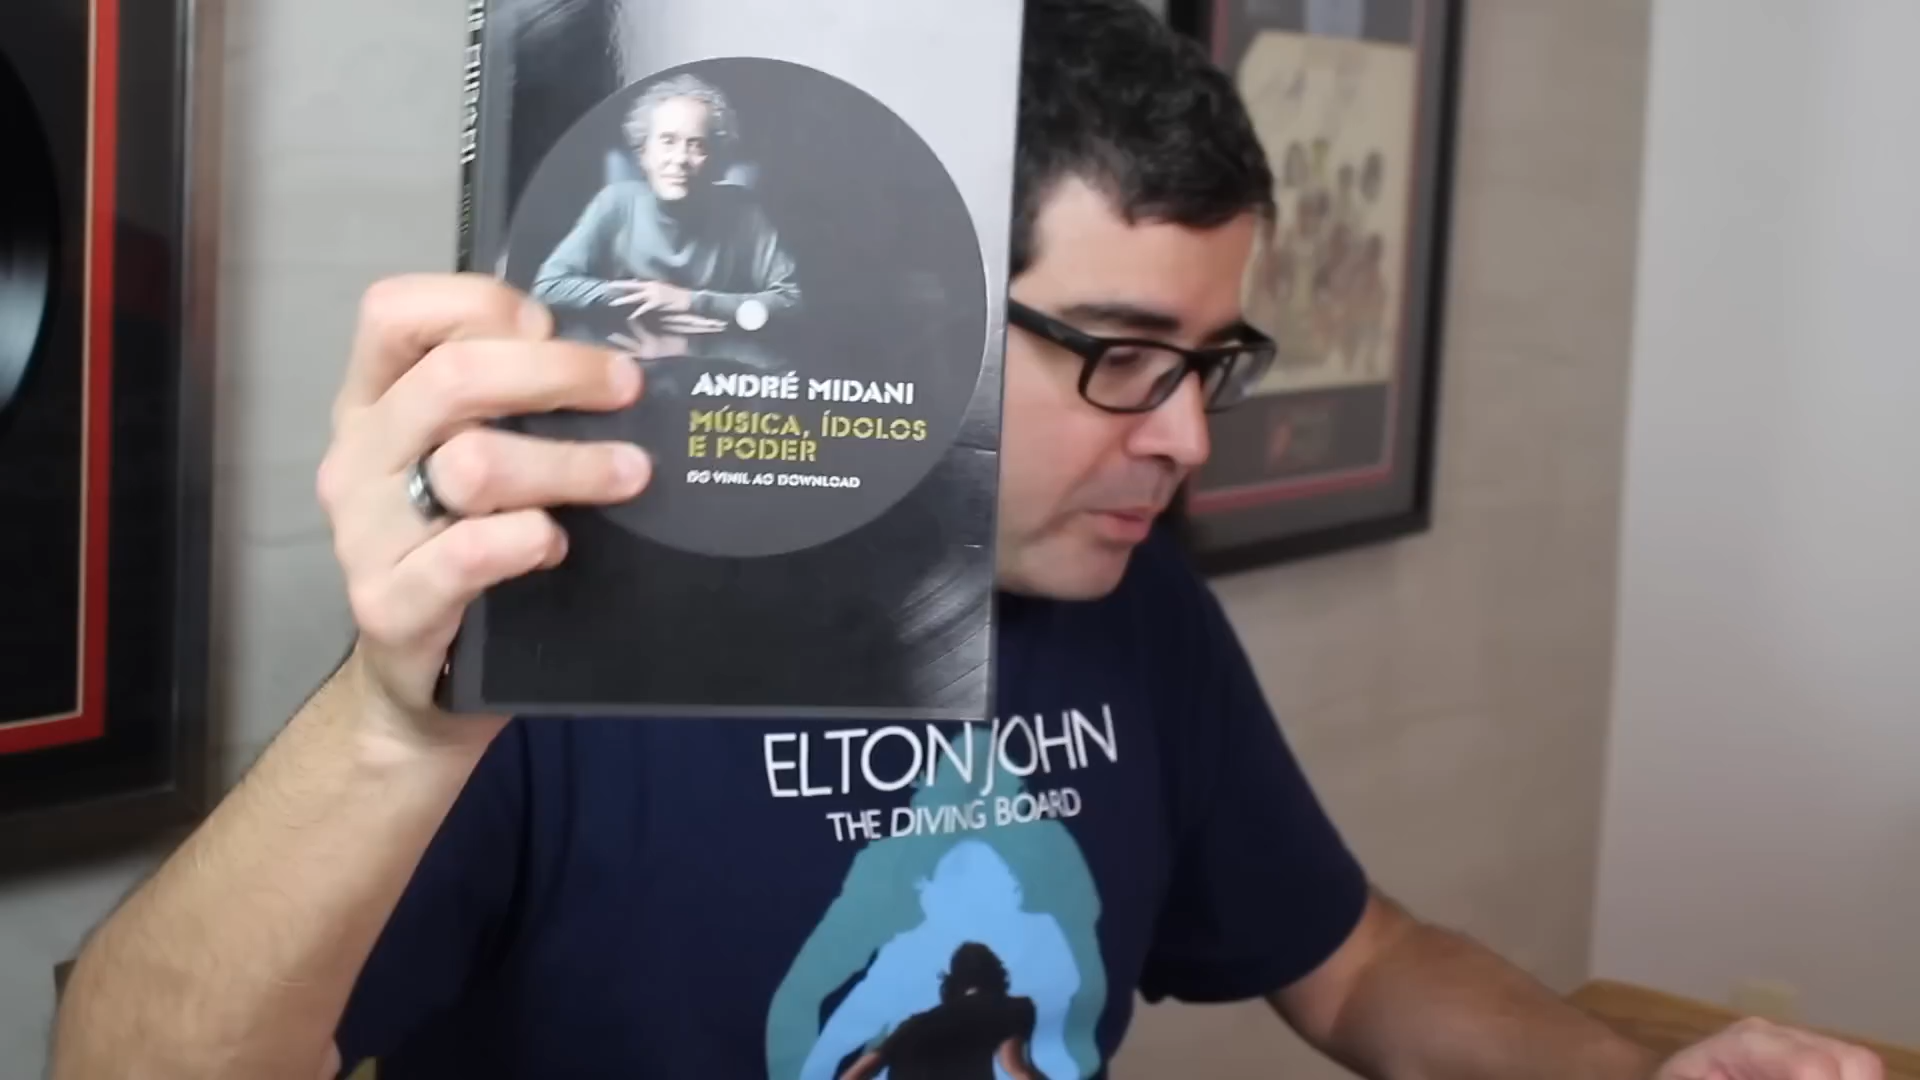 ANDRÉ MIDANI
MÚSICA, ÍDOLOS
E PODER
DO VINIL AO DOWNLOAD
ELTON JOHN
THE DIVING BOARD